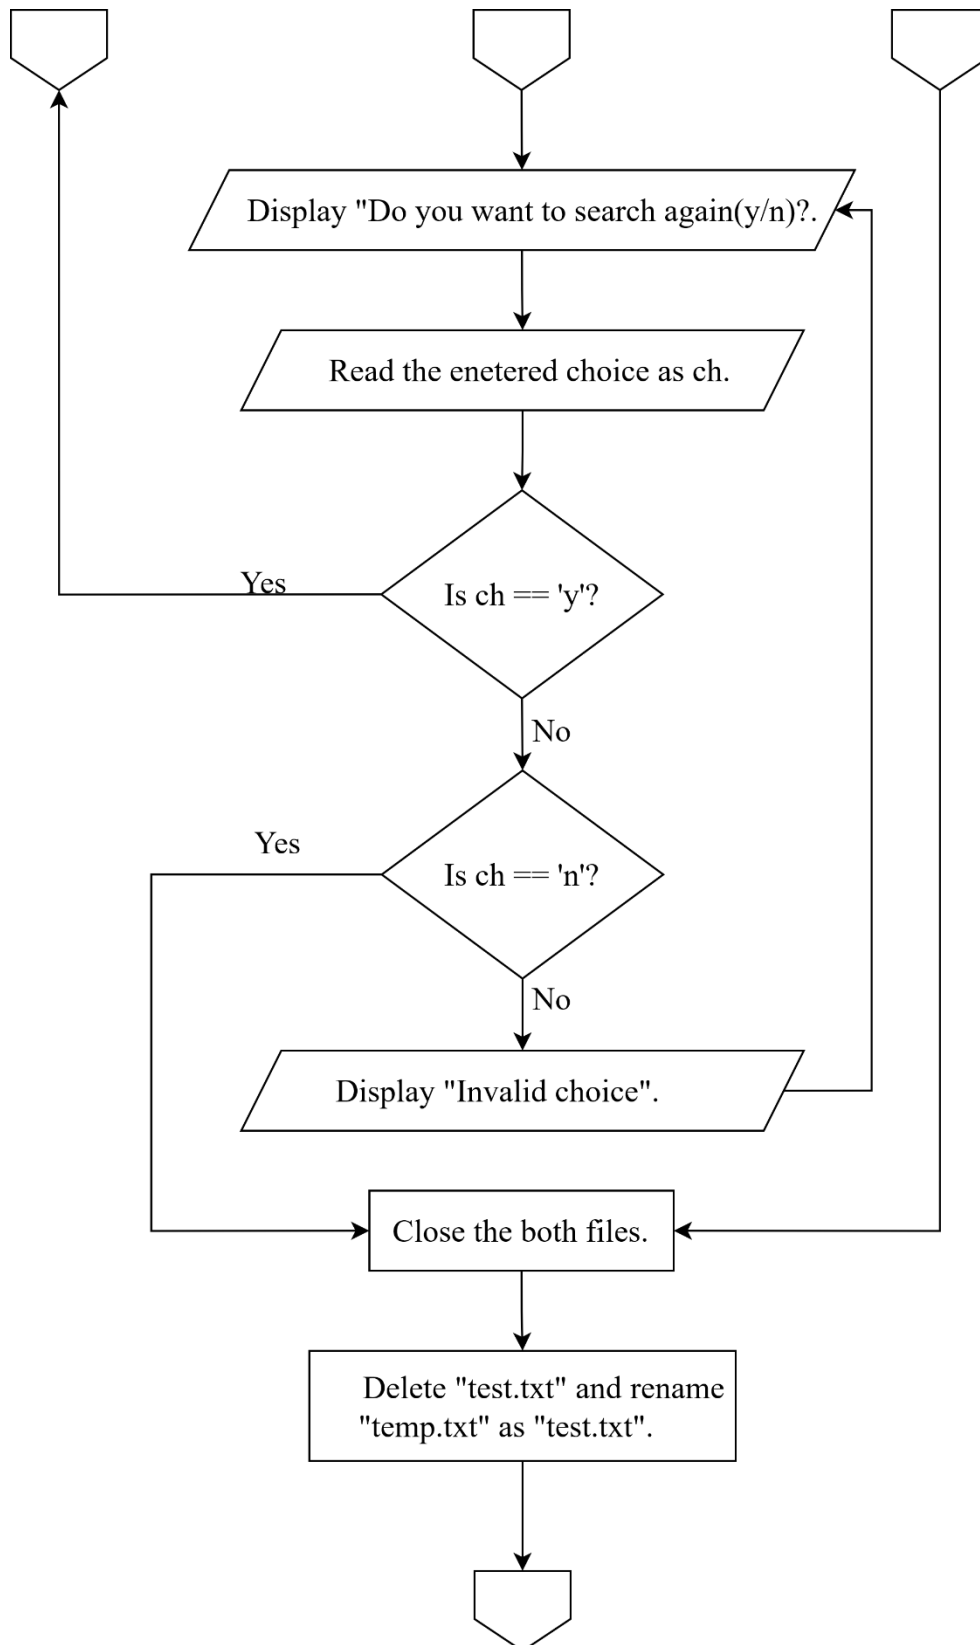 Display "Do you want to search again(y/n)?.
Read the enetered choice as ch.
Yes
Is ch == 'y'?
No
Yes
Is ch == 'n'?
No
Display "Invalid choice".
Close the both files.
Delete "test.txt" and rename
"temp.txt" as "test.txt".